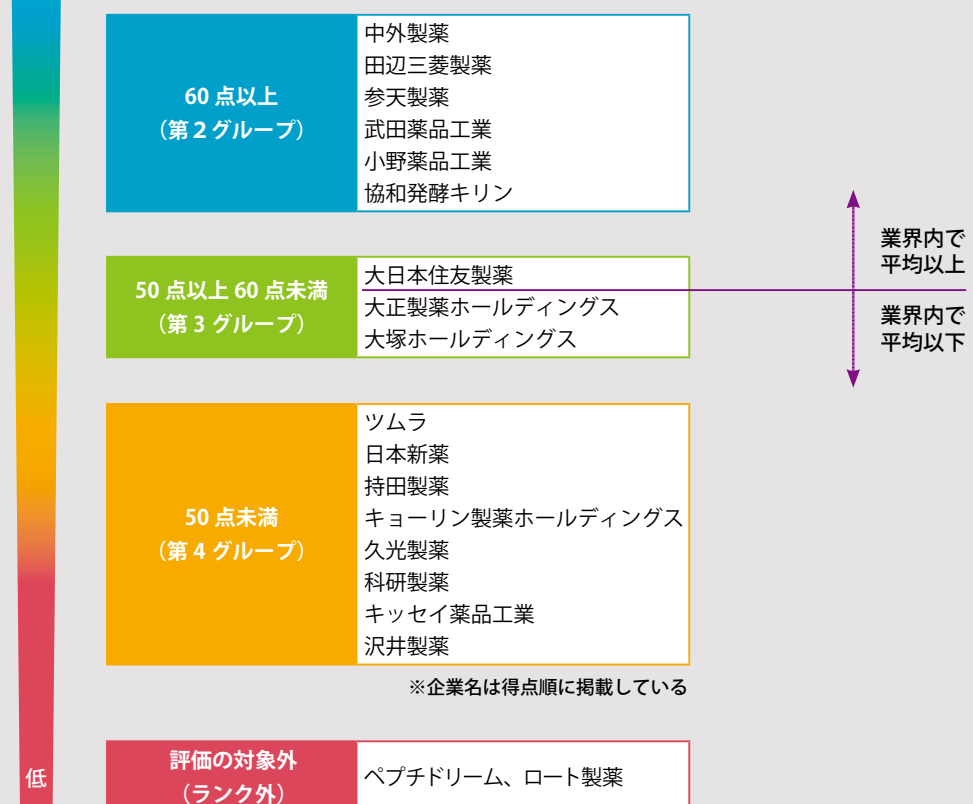 60 点以上
（第２グループ）
中外製薬
田辺三菱製薬
参天製薬
武田薬品工業
小野薬品工業
協和発酵キリン
業界内で
平均以上
50 点以上 60 点未満
（第 3 グループ）
大日本住友製薬
大正製薬ホールディングス
大塚ホールディングス
業界内で
平均以下
50 点未満
（第 4 グループ）
ツムラ
日本新薬
持田製薬
キョーリン製薬ホールディングス
久光製薬
科研製薬
キッセイ薬品工業
沢井製薬
※企業名は得点順に掲載している
低
評価の対象外
（ランク外）
ペプチドリーム、ロート製薬